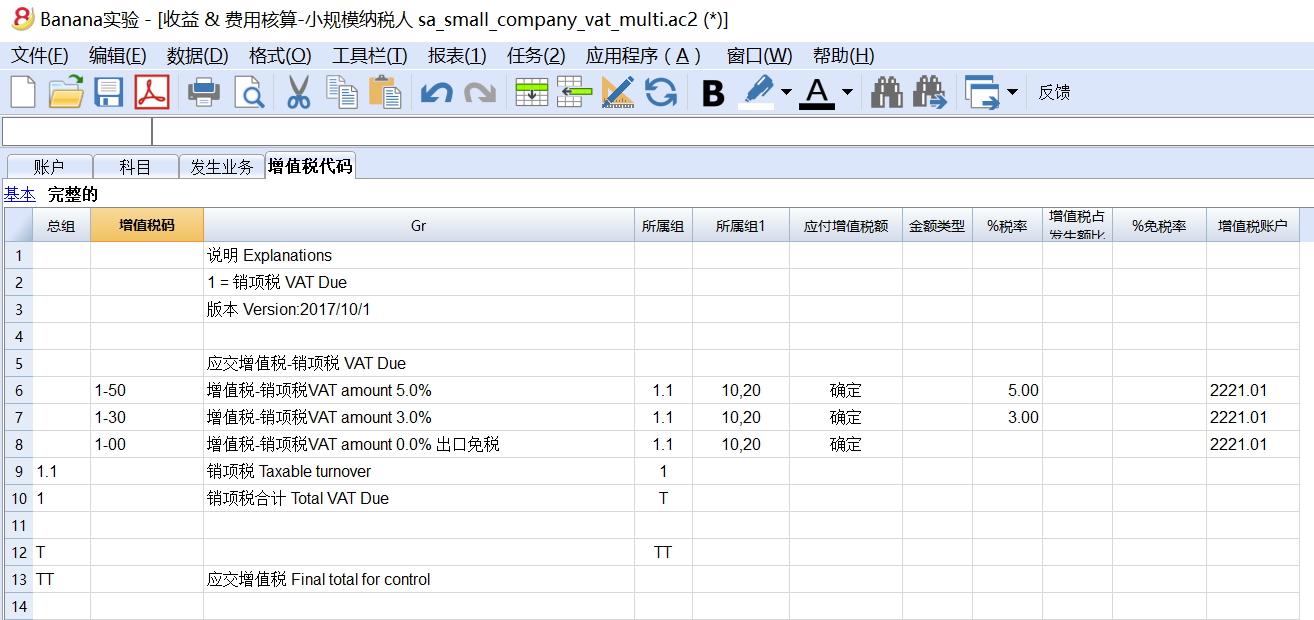 Banana实验 - [收益 & 费用核算-小规模纳税人 sa_small_company_vat_multi.ac2 (*)]
文件(F) 编辑(E) 数据(D) 格式(O) 工具栏(T) 报表(1) 任务(2) 应用程序 ( A ) 窗口(W) 帮助(H)
B A 反馈
账户 科目 发生业务 增值税代码
基本 完整的
总组 增值税码 Gr 所属组 所属组1 应付增值税额 金额类型 %税率 增值税占发生额比 %免税率 增值税账户
1 说明 Explanations
2 1 = 销项税 VAT Due
3 版本 Version:2017/10/1
4
5 应交增值税-销项税 VAT Due
6 1-50 增值税-销项税VAT amount 5.0% 1.1 10,20 确定 5.00 2221.01
7 1-30 增值税-销项税VAT amount 3.0% 1.1 10,20 确定 3.00 2221.01
8 1-00 增值税-销项税VAT amount 0.0% 出口免税 1.1 10,20 确定 2221.01
9 1.1 销项税 Taxable turnover 1
10 1 销项税合计 Total VAT Due T
11
12 T TT
13 TT 应交增值税 Final total for control
14